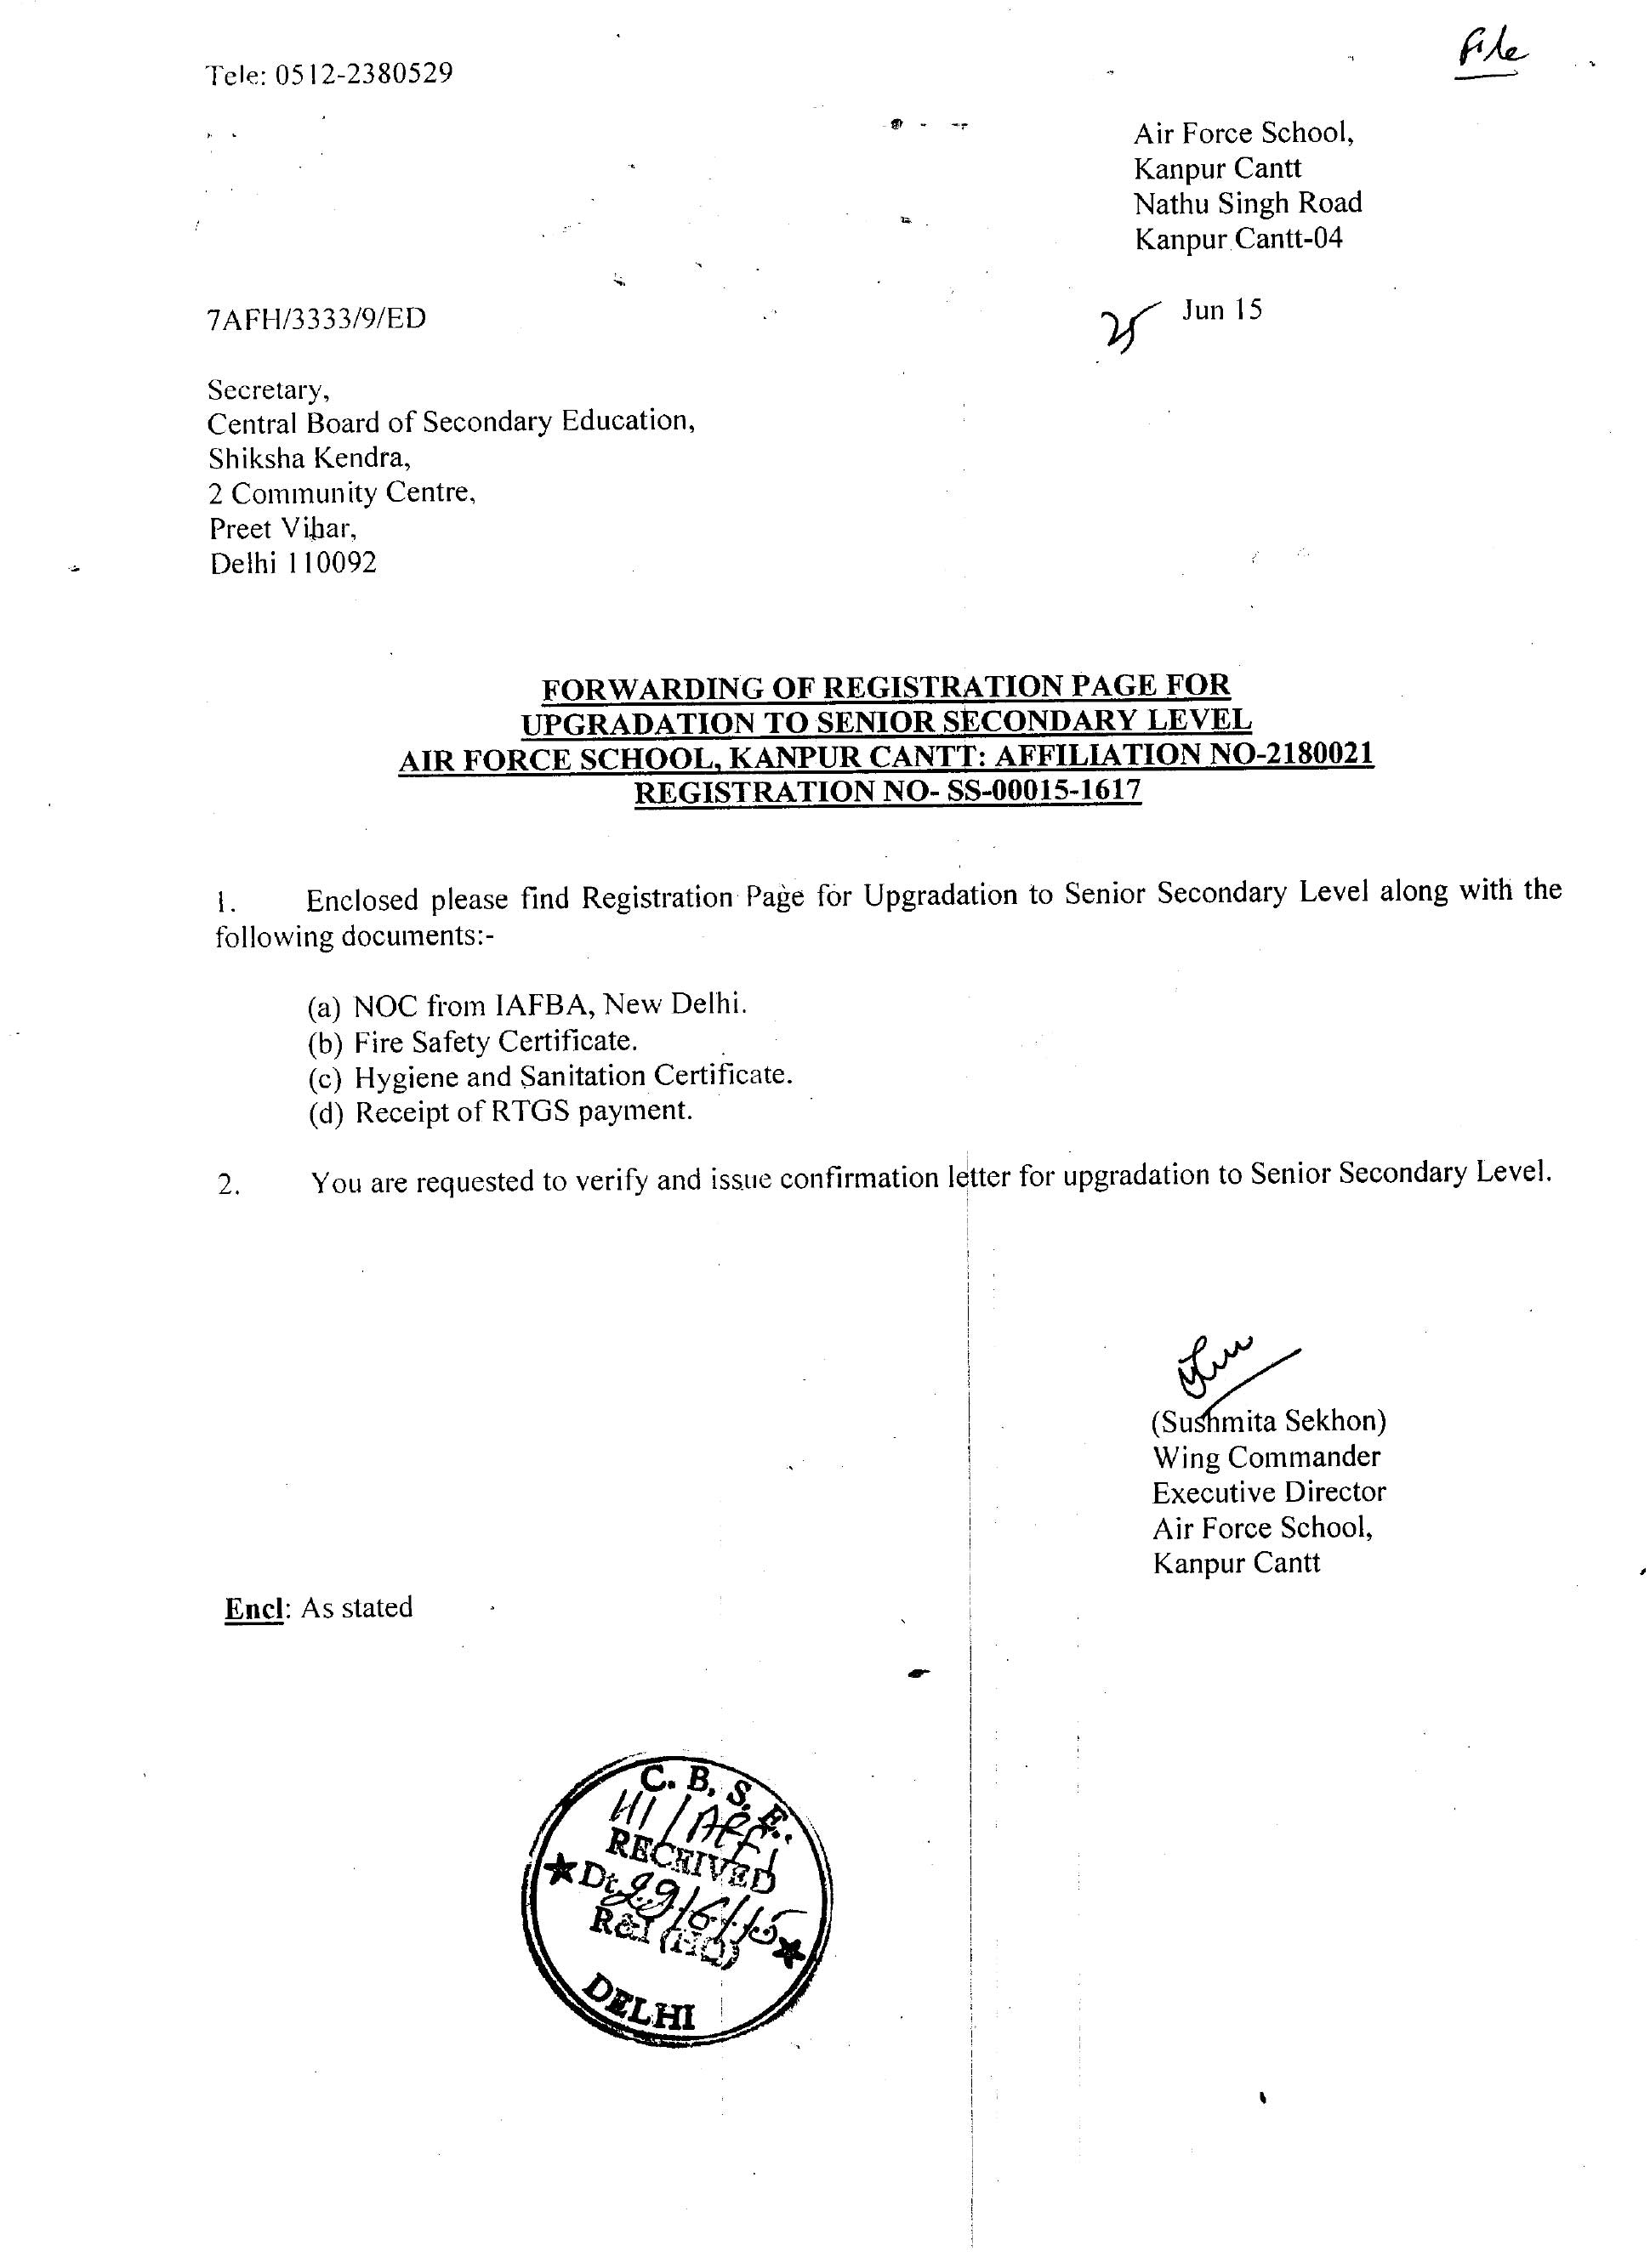 File
Tele: 0512-2380529
Air Force School,
Kanpur Cantt
Nathu Singh Road
Kanpur Cantt-04
7AFH/3333/9/ED
25 Jun 15
Secretary,
Central Board of Secondary Education,
Shiksha Kendra,
2 Community Centre,
Preet Vihar,
Delhi 110092
FORWARDING OF REGISTRATION PAGE FOR
UPGRADATION TO SENIOR SECONDARY LEVEL
AIR FORCE SCHOOL, KANPUR CANTT: AFFILIATION NO-2180021
REGISTRATION NO- SS-00015-1617
1. Enclosed please find Registration Page for Upgradation to Senior Secondary Level along with the
following documents:-
(a) NOC from IAFBA, New Delhi.
(b) Fire Safety Certificate.
(c) Hygiene and Sanitation Certificate.
(d) Receipt of RTGS payment.
2. You are requested to verify and issue confirmation letter for upgradation to Senior Secondary Level.
(Sushmita Sekhon)
Wing Commander
Executive Director
Air Force School,
Kanpur Cantt
Encl: As stated
C. B. S. E.
RECEIVED
Dt. 29/6/15
R&I (HQ)
DELHI